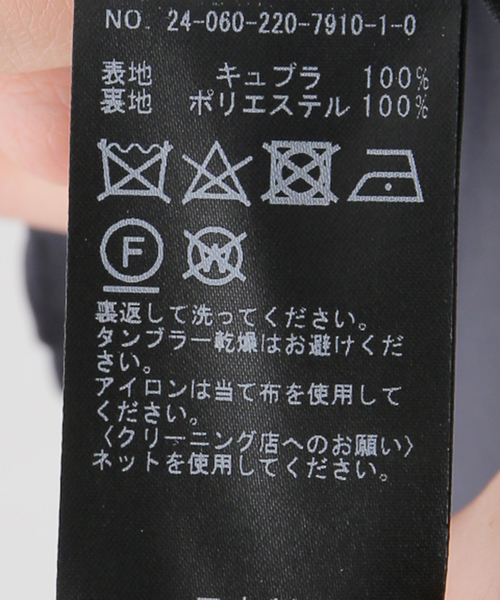 NO. 24-060-220-7910-1-0
表地 キュプラ 100%
裏地 ポリエステル 100%
F
W
裏返して洗ってください。
タンブラー乾燥はお避けくだ
さい。
アイロンは当て布を使用して
ください。
〈クリーニング店へのお願い〉
ネットを使用してください。